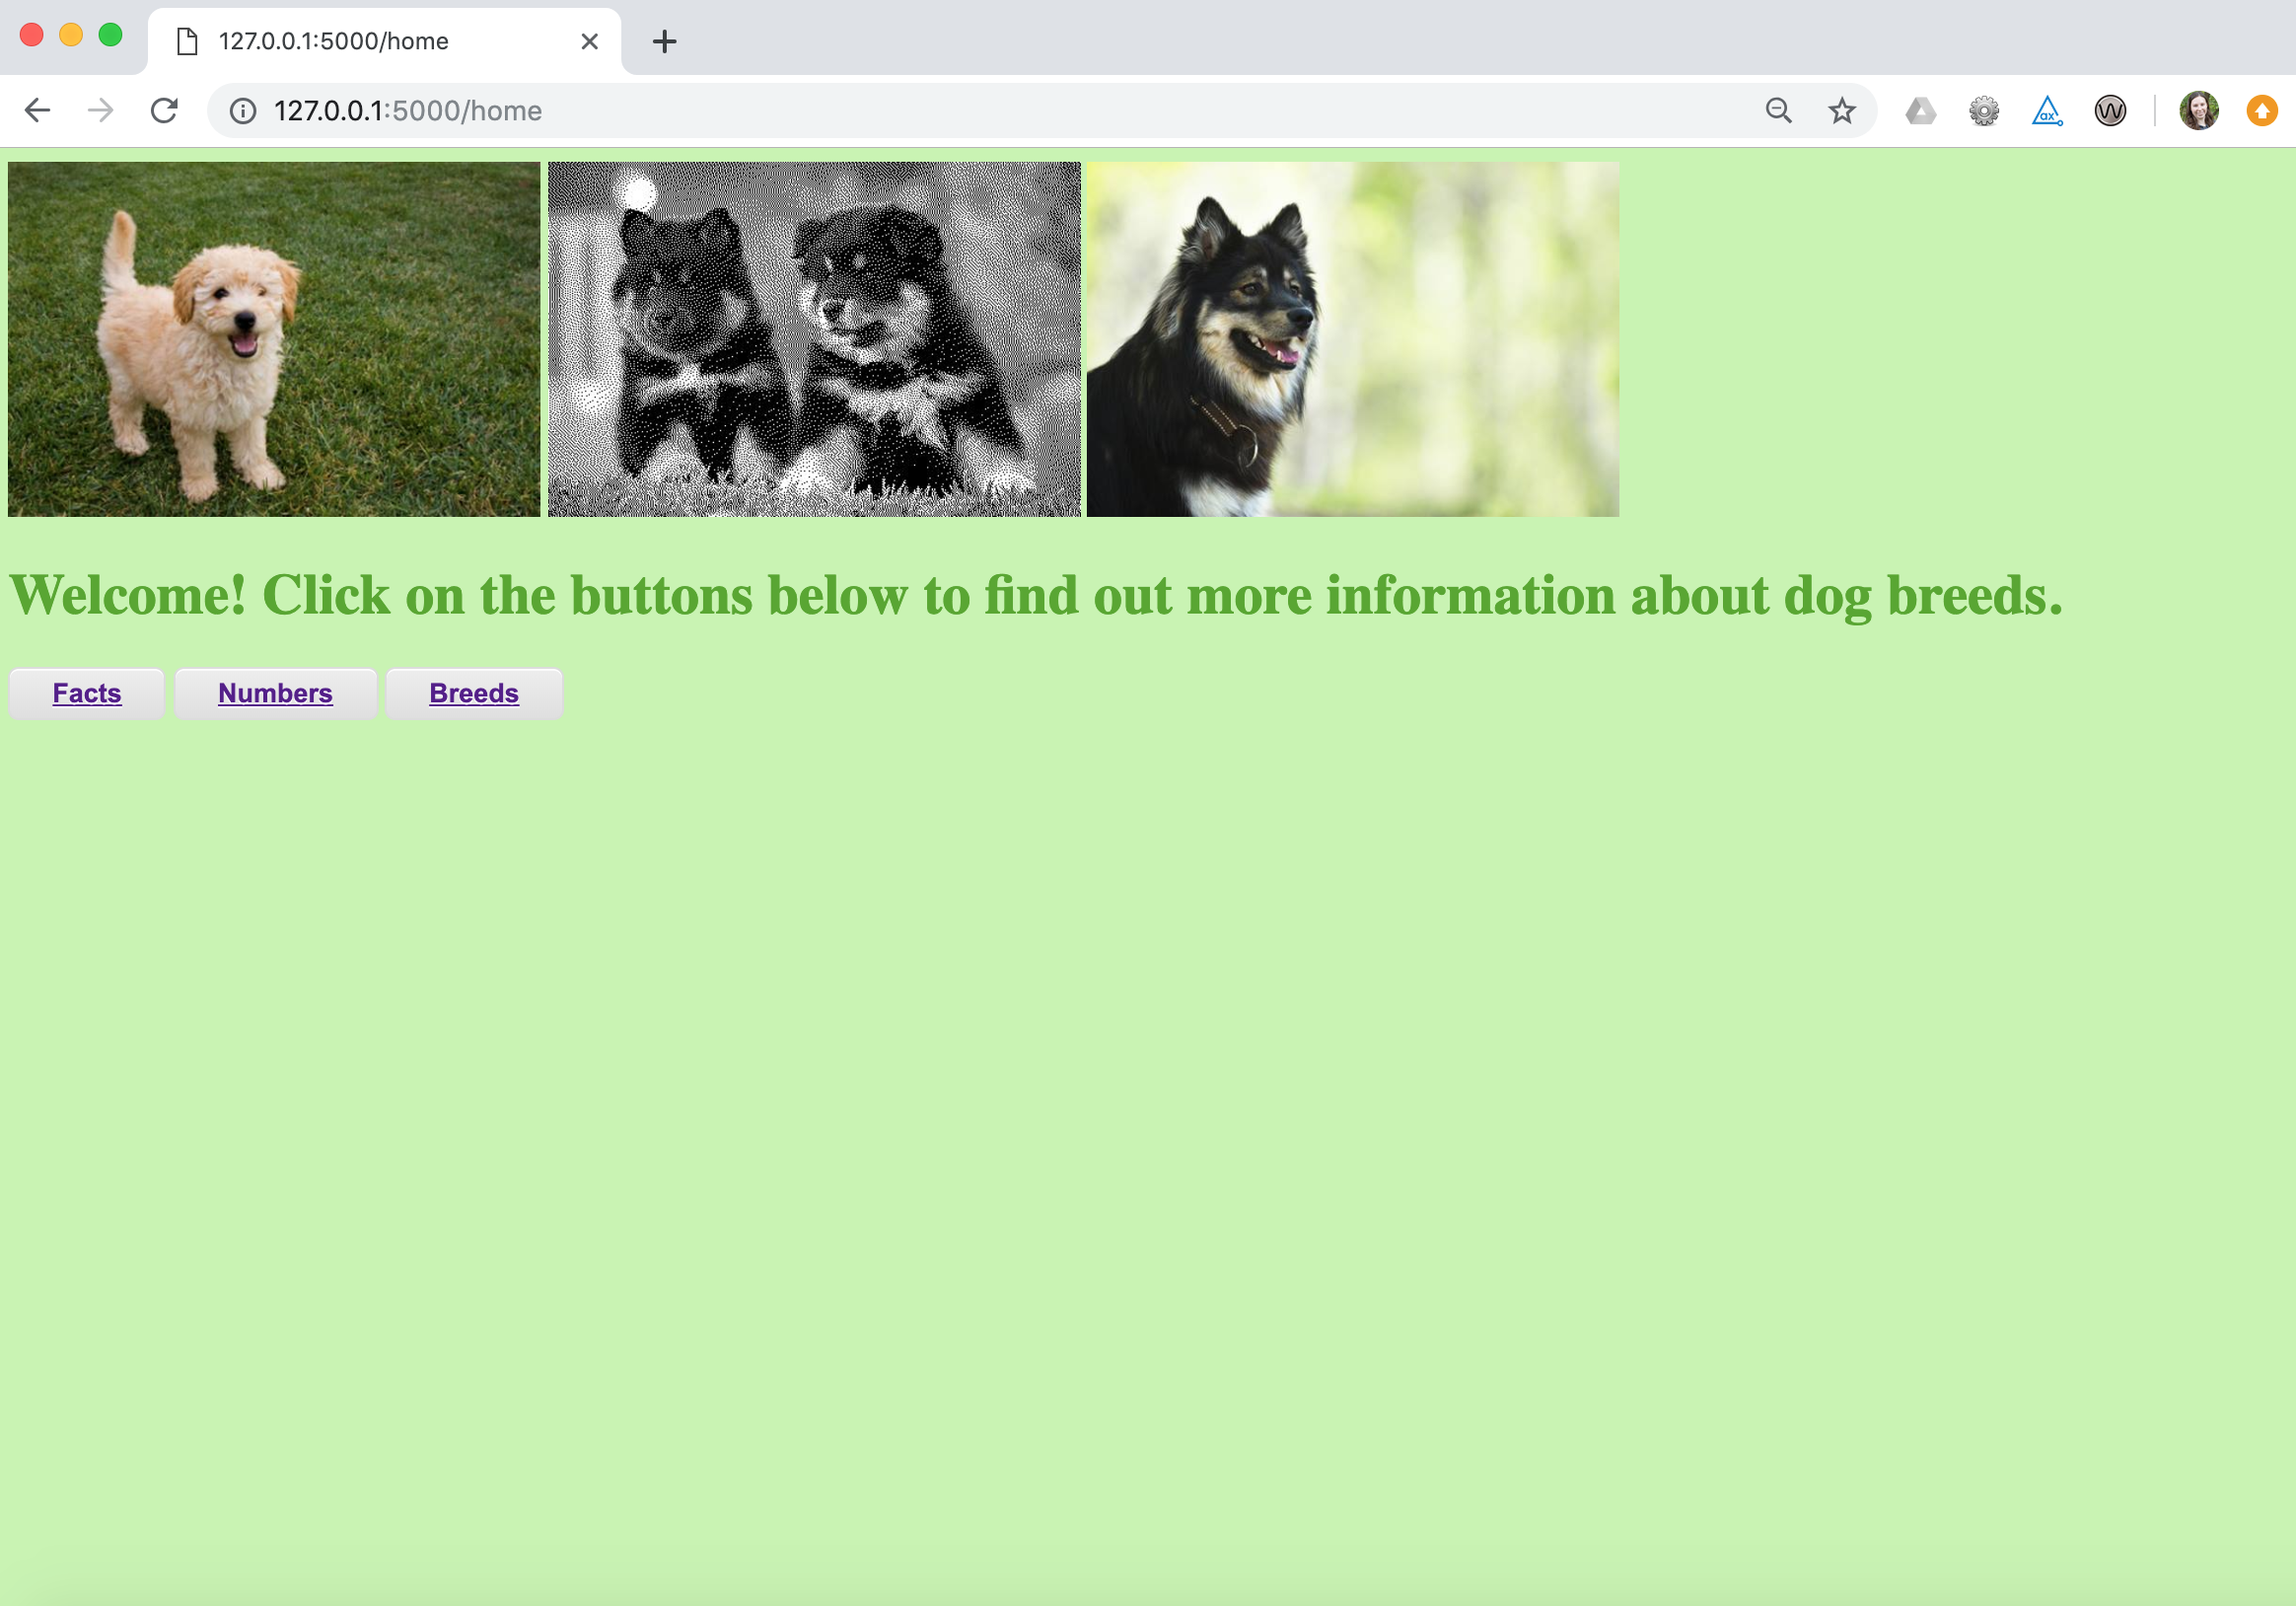 127.0.0.1:5000/home
127.0.0.1:5000/home
ax
W
Welcome! Click on the buttons below to find out more information about dog breeds.
Facts Numbers Breeds